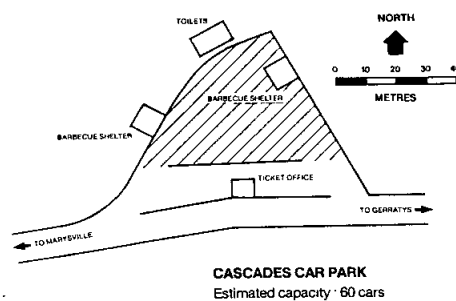 TOILETS
NORTH
0 10 20 30 40
METRES
BARBECUE SHELTER
BARBECUE SHELTER
TICKET OFFICE
TO GERRATYS
TO MARYSVILLE
CASCADES CAR PARK
Estimated capacity : 60 cars